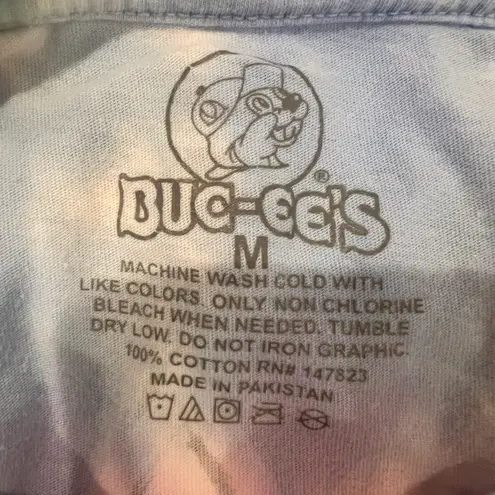 BUC-EE'S®
M
MACHINE WASH COLD WITH
LIKE COLORS. ONLY NON CHLORINE
BLEACH WHEN NEEDED. TUMBLE
DRY LOW. DO NOT IRON GRAPHIC.
100% COTTON RN# 147823
MADE IN PAKISTAN